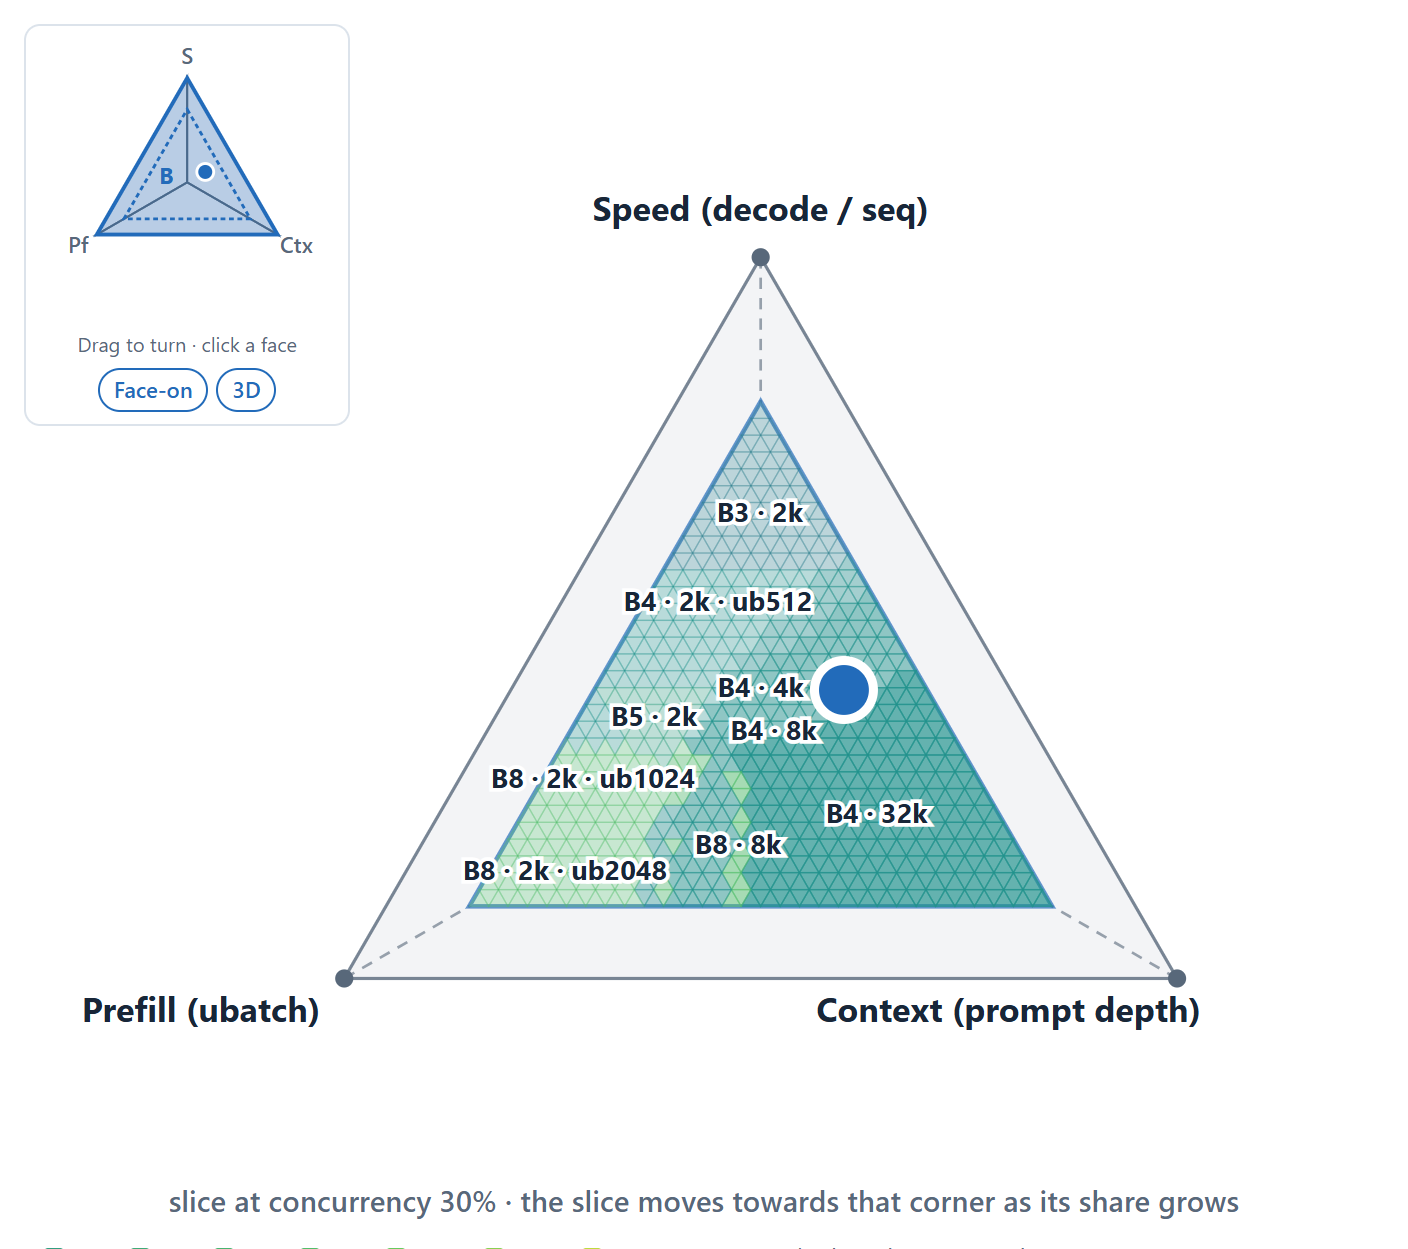 S
B
Pf
Ctx
Drag to turn · click a face
Face-on
3D
Speed (decode / seq)
B3 · 2k
B4 · 2k · ub512
B4 · 4k
B5 · 2k
B4 · 8k
B8 · 2k · ub1024
B4 · 32k
B8 · 8k
B8 · 2k · ub2048
Prefill (ubatch)
Context (prompt depth)
slice at concurrency 30% · the slice moves towards that corner as its share grows